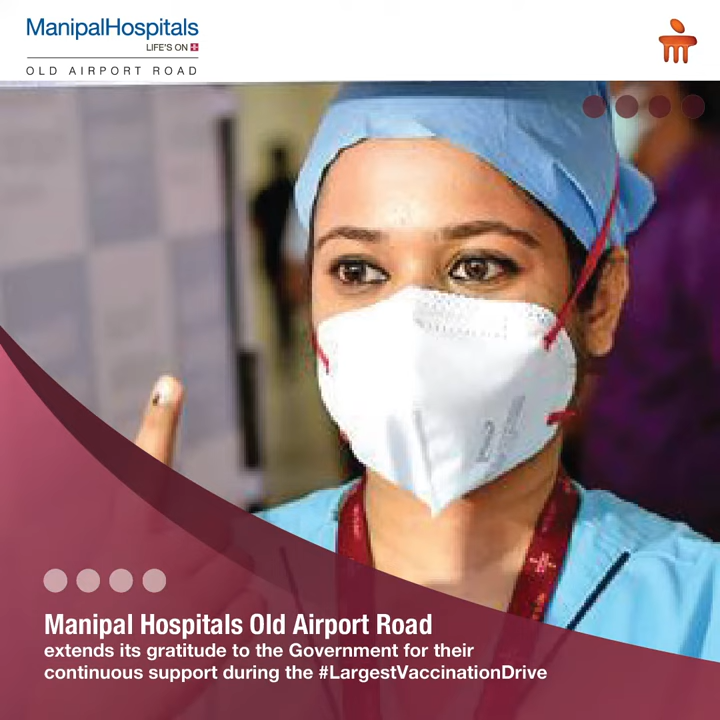 ManipalHospitals
LIFE'S ON
OLD AIRPORT ROAD
Manipal Hospitals Old Airport Road
extends its gratitude to the Government for their
continuous support during the #LargestVaccinationDrive